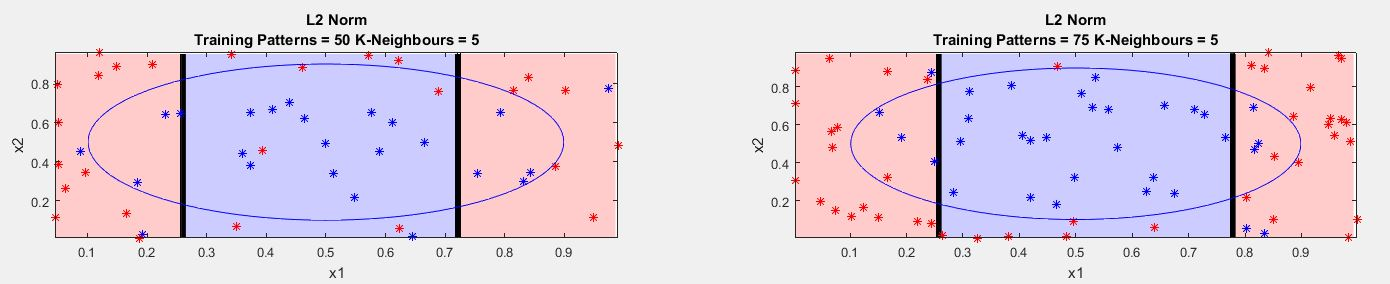 L2 Norm
Training Patterns = 50 K-Neighbours = 5
x2
0.8
0.6
0.4
0.2
0.1 0.2 0.3 0.4 0.5 0.6 0.7 0.8 0.9
x1
L2 Norm
Training Patterns = 75 K-Neighbours = 5
x2
0.8
0.6
0.4
0.2
0.1 0.2 0.3 0.4 0.5 0.6 0.7 0.8 0.9
x1